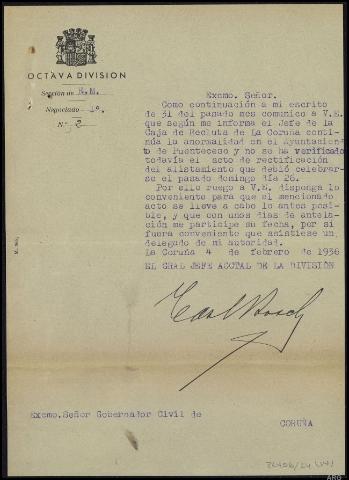 OCTAVA DIVISION
Sección de E.M.
Negociado 1º.
N.º 2
Excmo. Señor.
Como continuación a mi escrito
de 31 del pasado mes comunico a V.E.
que según me informa el Jefe de la
Caja de Recluta de La Coruña conti-
núa la anormalidad en el Ayuntamien
to de Puenteceso y no se ha verificado
todavía el acto de rectificación
del alistamiento que debió celebrar-
se el pasado domingo día 26.
Por ello ruego a V.E. disponga lo
conveniente para que el mencionado
acto se lleve a cabo lo antes posi-
ble, y que con unos días de antela-
ción me participe su fecha, por si
fuera conveniente que asistiese un
delegado de mi autoridad.
La Coruña 4 de febrero de 1936
EL GRAL JEFE ACCTAL DE LA DIVISIÓN
Excmo. Señor Gobernador Civil de
CORUÑA